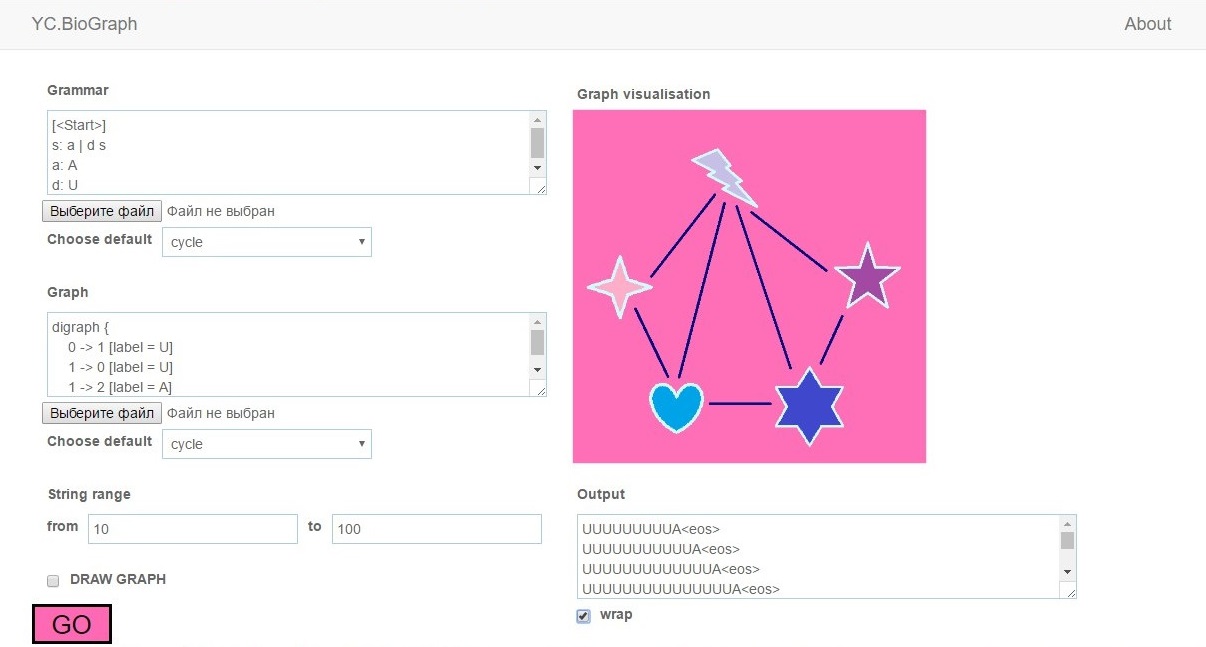 YC.BioGraph
About
Grammar
[<Start>]
s: a | d s
a: A
d: U
Выберите файл Файл не выбран
Choose default cycle
Graph
digraph {
0 -> 1 [label = U]
1 -> 0 [label = U]
1 -> 2 [label = A]
Выберите файл Файл не выбран
Choose default cycle
String range
from 10 to 100
DRAW GRAPH
GO
Graph visualisation
Output
UUUUUUUUUA<eos>
UUUUUUUUUUUA<eos>
UUUUUUUUUUUUUA<eos>
UUUUUUUUUUUUUUUA<eos>
wrap